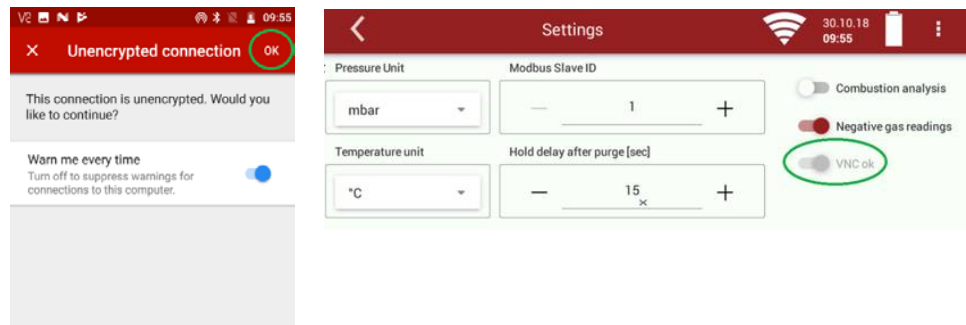 09:55
Unencrypted connection
OK
This connection is unencrypted. Would you
like to continue?
Warn me every time
Turn off to suppress warnings for
connections to this computer.
Settings
30.10.18
09:55
Pressure Unit
mbar
Temperature unit
°C
Modbus Slave ID
— 1 +
Hold delay after purge [sec]
— 15 +
Combustion analysis
Negative gas readings
VNC ok